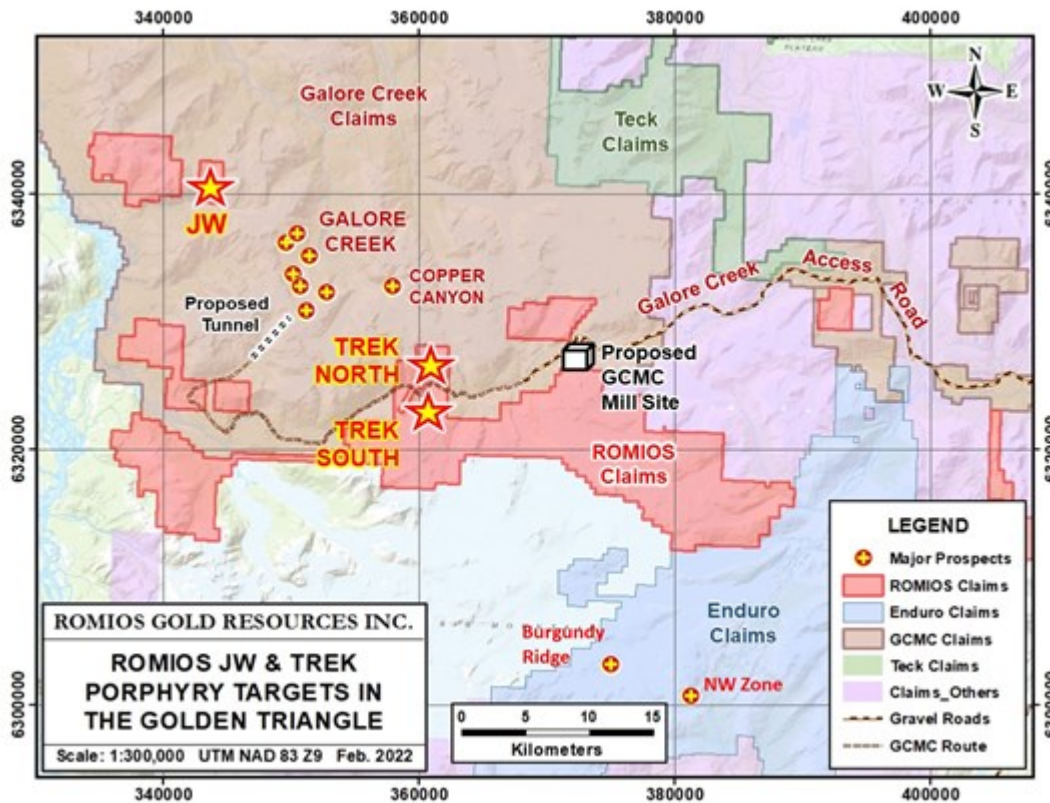 340000
360000
380000
400000
Galore Creek
Claims
Teck
Claims
N
W
E
S
6340000
6340000
JW
GALORE
CREEK
COPPER
CANYON
Proposed
Tunnel
Galore Creek
Access
Road
TREK
NORTH
Proposed
GCMC
Mill Site
TREK
SOUTH
ROMIOS
Claims
6320000
6320000
Enduro
Claims
Burgundy
Ridge
NW Zone
6300000
6300000
LEGEND
Major Prospects
ROMIOS Claims
Enduro Claims
GCMC Claims
Teck Claims
Claims_Others
Gravel Roads
GCMC Route
ROMIOS GOLD RESOURCES INC.
ROMIOS JW & TREK
PORPHYRY TARGETS IN
THE GOLDEN TRIANGLE
Scale: 1:300,000 UTM NAD 83 Z9 Feb. 2022
0 5 10 15
Kilometers
340000
360000
380000
400000